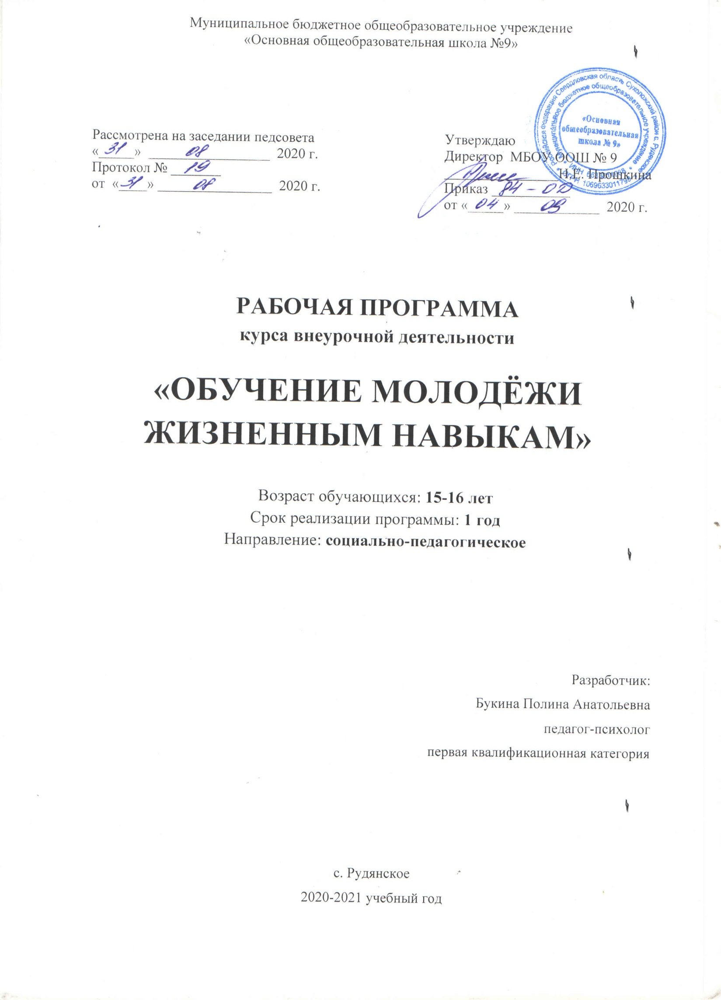 Муниципальное бюджетное общеобразовательное учреждение
«Основная общеобразовательная школа №9»
Рассмотрена на заседании педсовета
« 31 » 08 2020 г.
Протокол № 19
от « 31 » 08 2020 г.
Российская Федерация Свердловская область Сухоложский район с. Рудянское
Муниципальное бюджетное общеобразовательное учреждение
«Основная
общеобразовательная
школа № 9»
ИНН
ОГРН
Утверждаю
Директор МБОУ ООШ № 9
Н.Е. Прошкина
Приказ 84 - ОД
от « 04 » 09 2020 г.
РАБОЧАЯ ПРОГРАММА
курса внеурочной деятельности
«ОБУЧЕНИЕ МОЛОДЁЖИ
ЖИЗНЕННЫМ НАВЫКАМ»
Возраст обучающихся: 15-16 лет
Срок реализации программы: 1 год
Направление: социально-педагогическое
Разработчик:
Букина Полина Анатольевна
педагог-психолог
первая квалификационная категория
с. Рудянское
2020-2021 учебный год